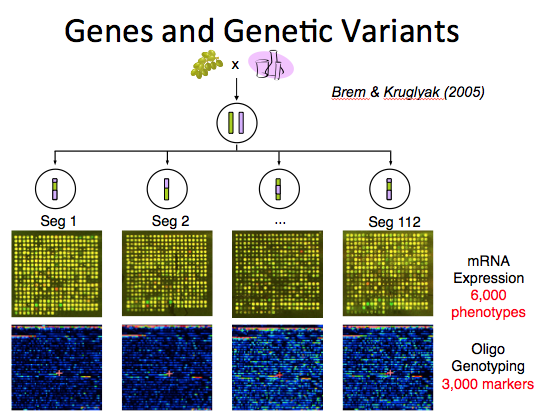 Genes and Genetic Variants
x
Brem & Kruglyak (2005)
Seg 1
Seg 2
...
Seg 112
mRNA
Expression
6,000
phenotypes
Oligo
Genotyping
3,000 markers